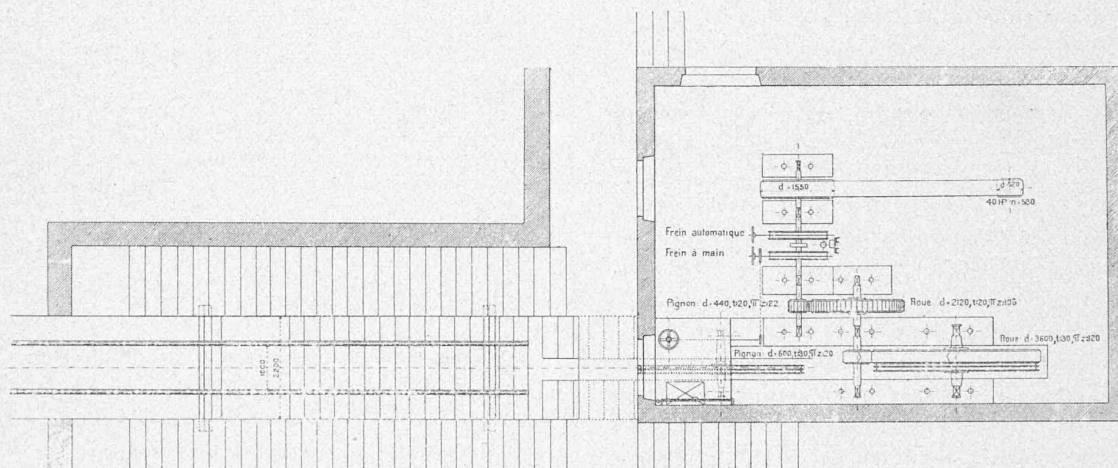 d = 1550
40 HP n = 580
Frein automatique
Frein à main
Pignon: d=440, t=20, π z=22
Roue d=2120, t=20, π z=106
Roue d=3600, t=30, π z=120
Pignon: d=600, t=30, π z=20
1000